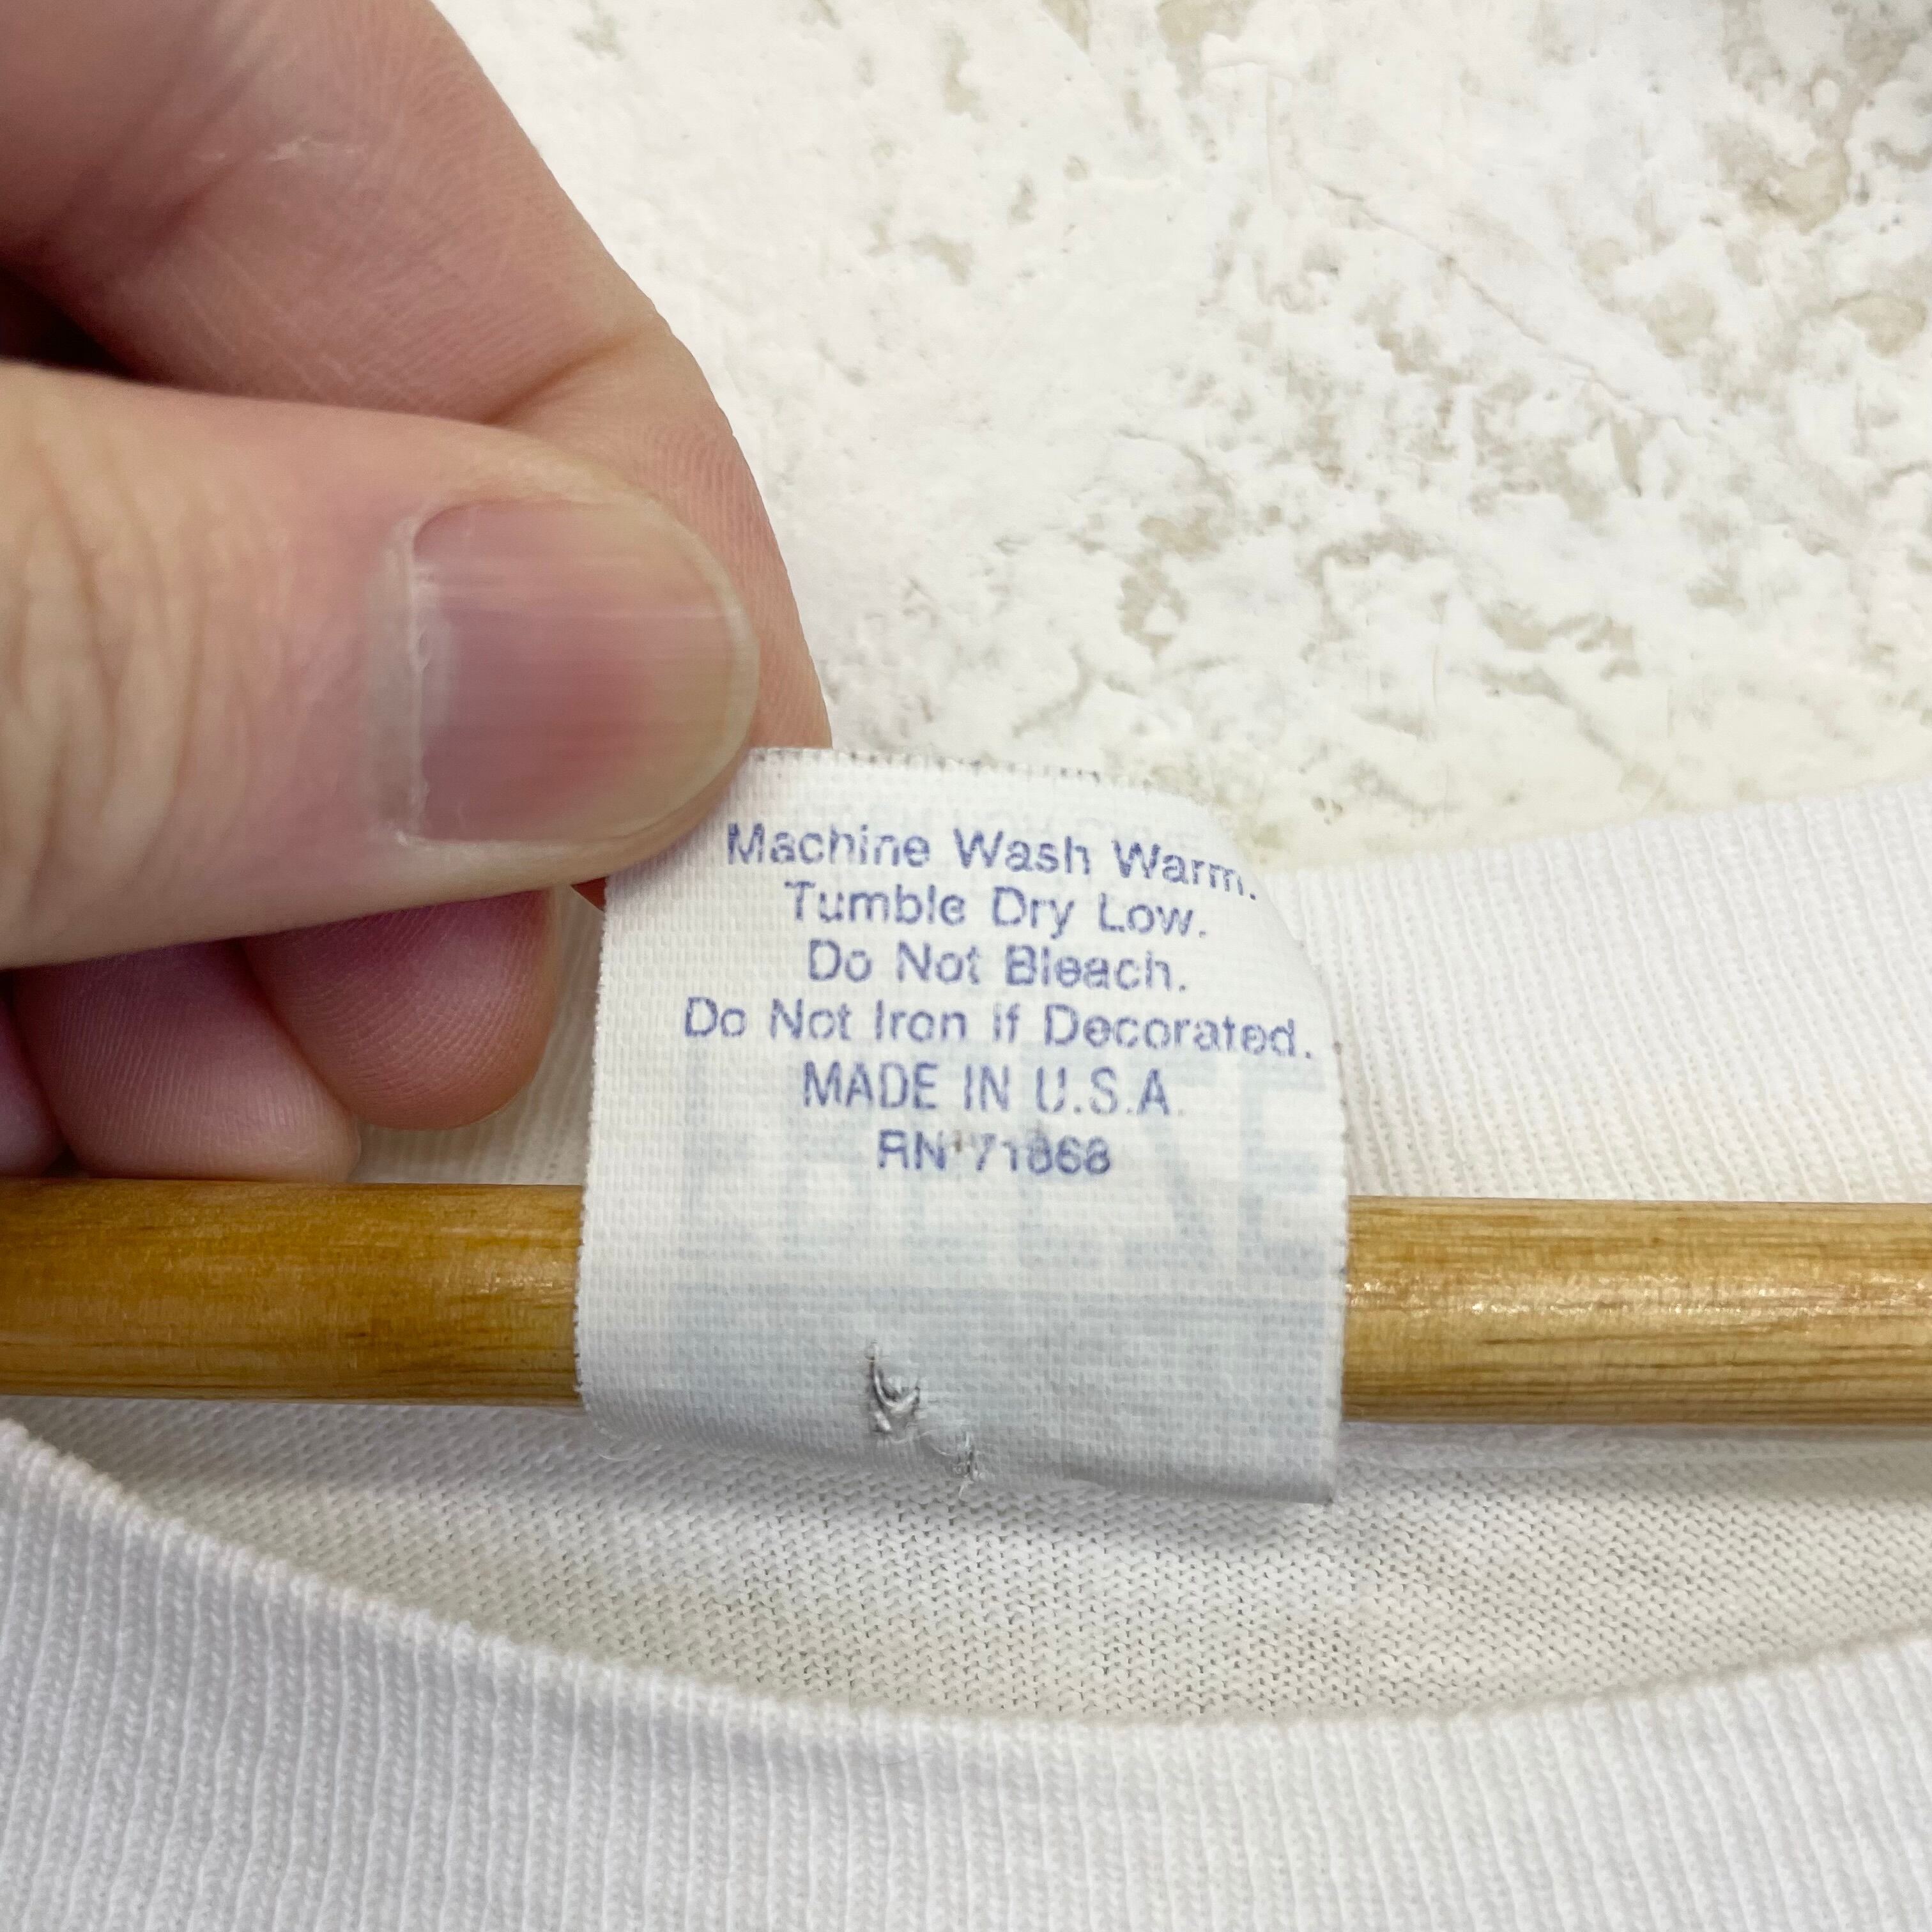 Machine Wash Warm.
Tumble Dry Low.
Do Not Bleach.
Do Not Iron if Decorated.
MADE IN U.S.A.
RN 71868